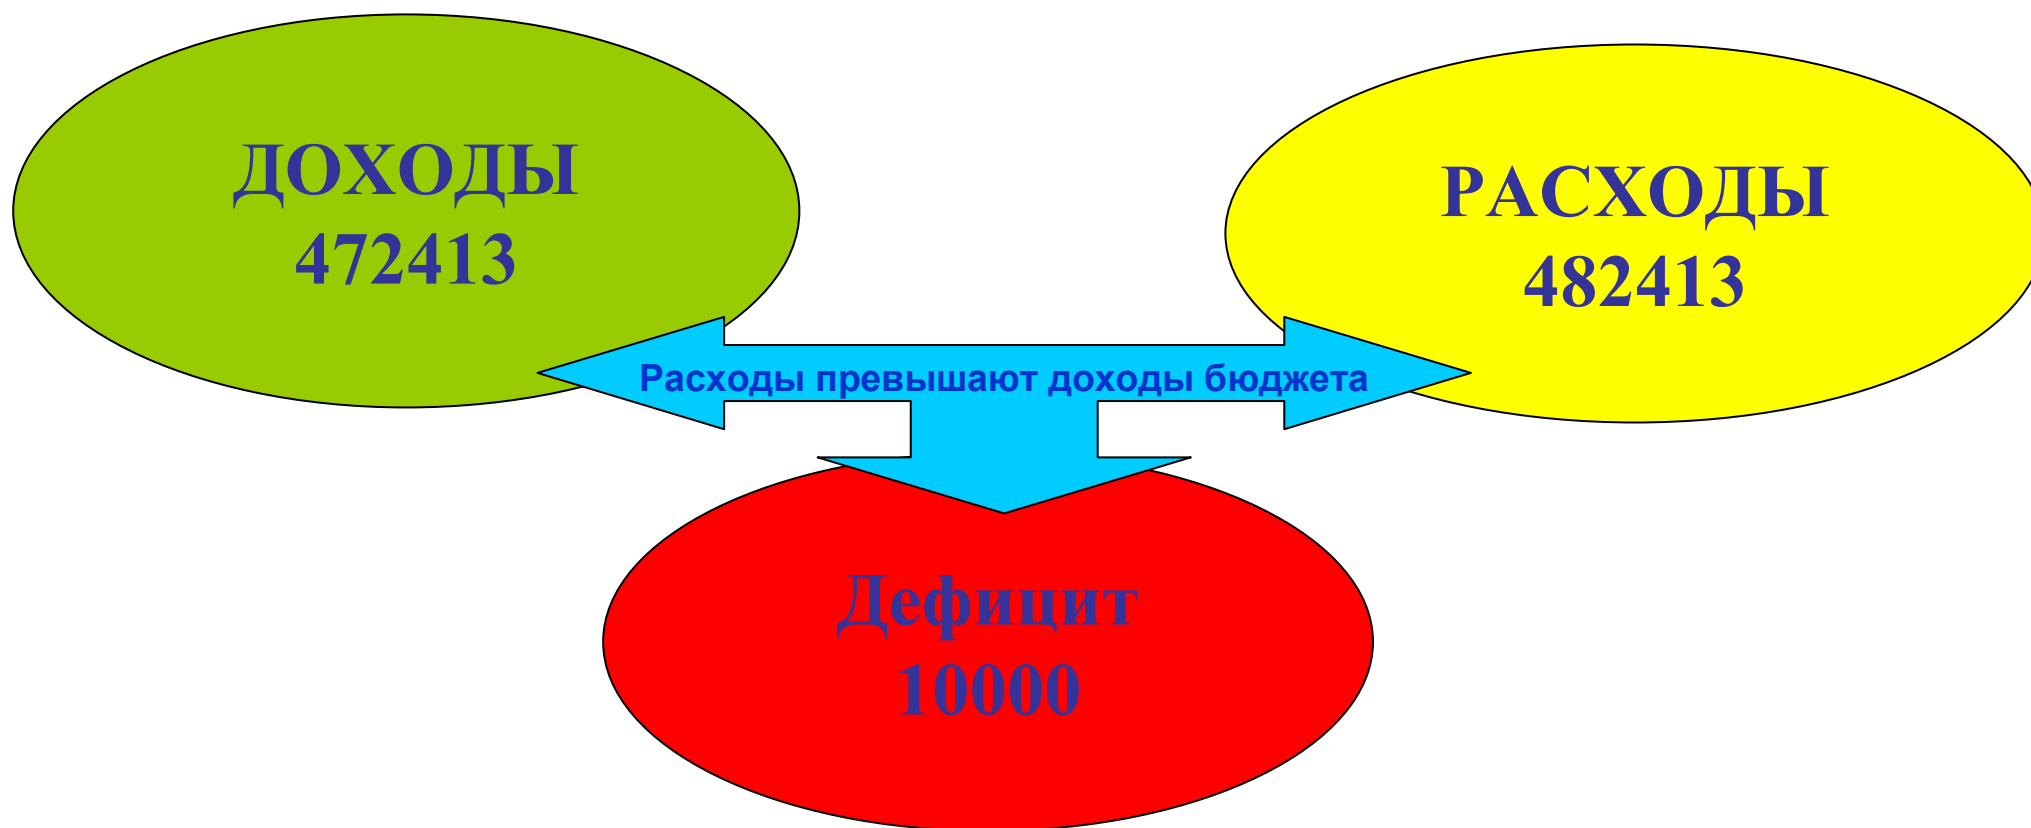 ДОХОДЫ
472413
РАСХОДЫ
482413
Расходы превышают доходы бюджета
Дефицит
10000